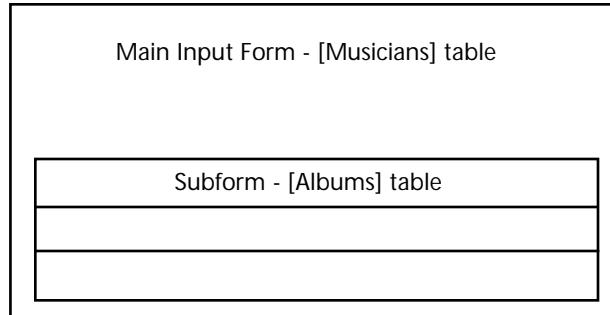 Main Input Form - [Musicians] table
Subform - [Albums] table